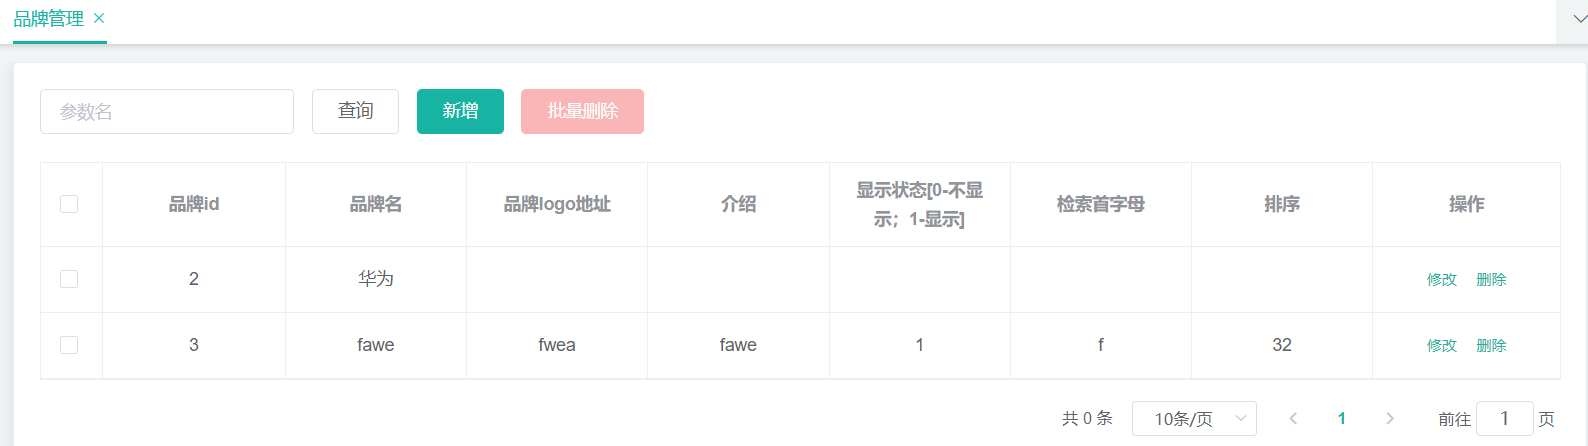 品牌管理
参数名 查询 新增 批量删除
品牌id 品牌名 品牌logo地址 介绍 显示状态[0-不显示；1-显示] 检索首字母 排序 操作
2 华为 修改 删除
3 fawe fwea fawe 1 f 32 修改 删除
共 0 条 10条/页 1 前往 1 页